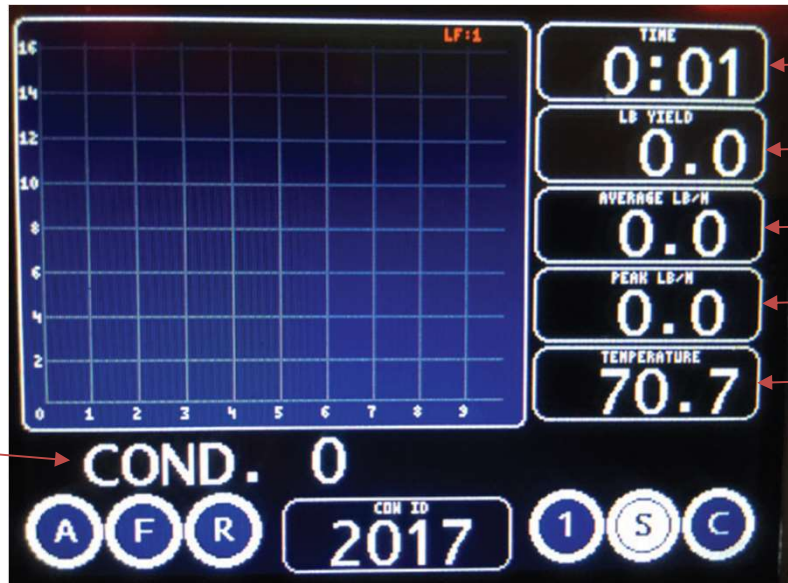 LF:1
16
14
12
10
8
6
4
2
0 1 2 3 4 5 6 7 8 9
TIME
0:01
LB YIELD
0.0
AVERAGE LB/M
0.0
PEAK LB/M
0.0
TEMPERATURE
70.7
COND. 0
A F R
COW ID
2017
1 S C